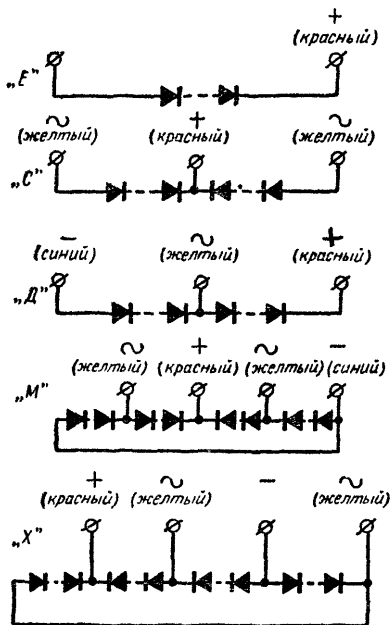 +
(красный)
„Е"
~ + ~
(желтый) (красный) (желтый)
„С"
− ~ +
(синий) (желтый) (красный)
„Д"
~ + ~ −
(желтый) (красный) (желтый) (синий)
„М"
+ ~ − ~
(красный) (желтый) (желтый)
„Х"